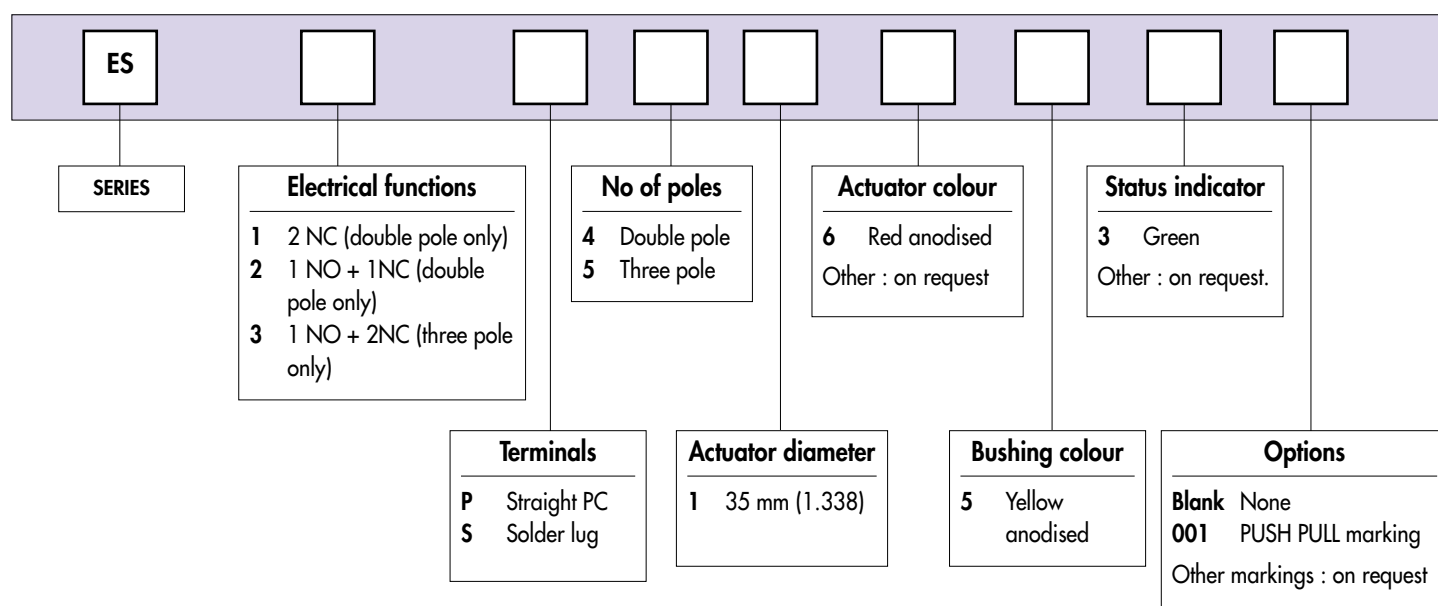 ES
SERIES
Electrical functions
1 2 NC (double pole only)
2 1 NO + 1NC (double
pole only)
3 1 NO + 2NC (three pole
only)
No of poles
4 Double pole
5 Three pole
Actuator colour
6 Red anodised
Other : on request
Status indicator
3 Green
Other : on request.
Terminals
P Straight PC
S Solder lug
Actuator diameter
1 35 mm (1.338)
Bushing colour
5 Yellow
anodised
Options
Blank None
001 PUSH PULL marking
Other markings : on request